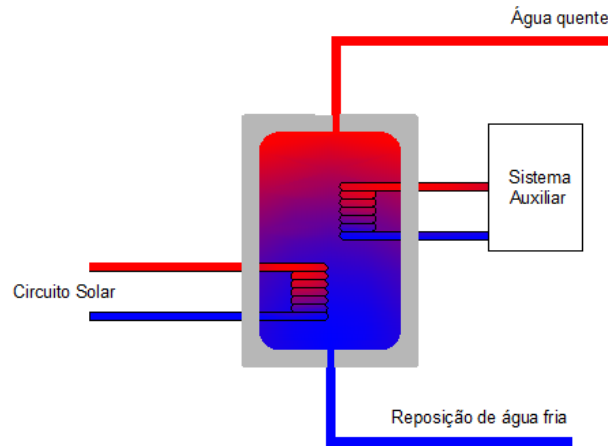 Água quente
Sistema
Auxiliar
Circuito Solar
Reposição de água fria